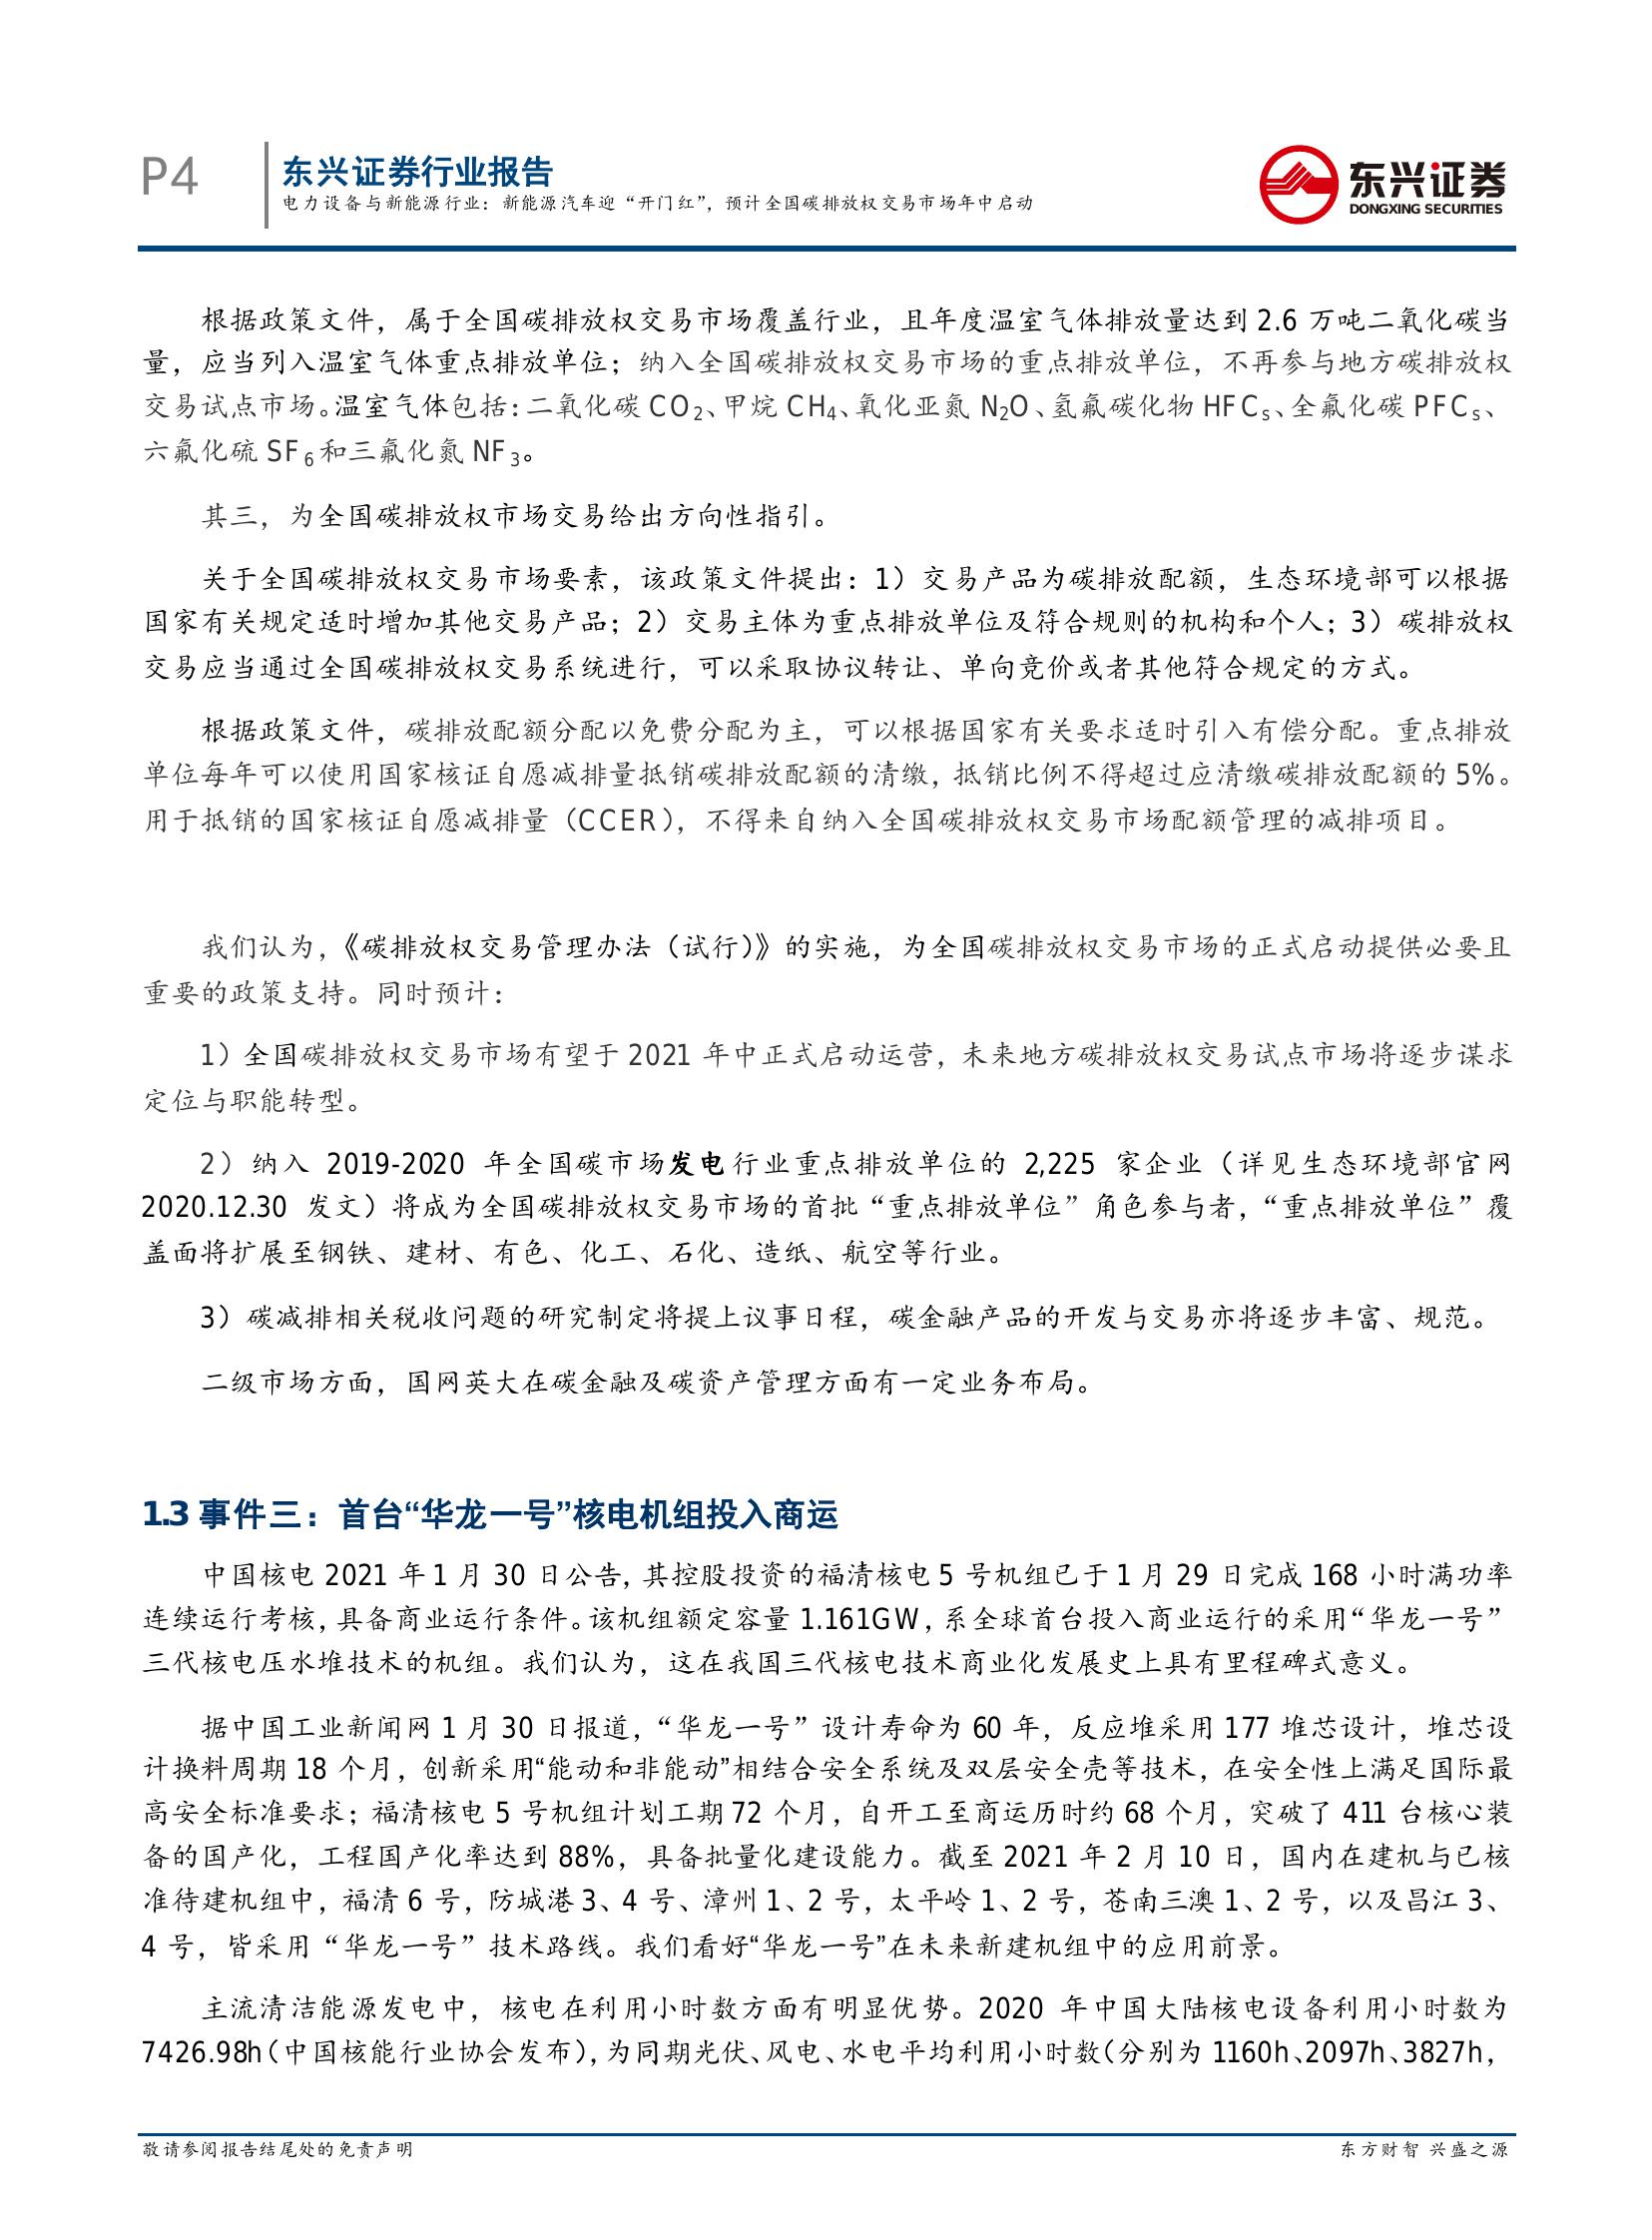 P4
东兴证券行业报告
电力设备与新能源行业：新能源汽车迎“开门红”，预计全国碳排放权交易市场年中启动
东兴证券
DONGXING SECURITIES
根据政策文件，属于全国碳排放权交易市场覆盖行业，且年度温室气体排放量达到 2.6 万吨二氧化碳当
量，应当列入温室气体重点排放单位；纳入全国碳排放权交易市场的重点排放单位，不再参与地方碳排放权
交易试点市场。温室气体包括：二氧化碳 CO₂、甲烷 CH₄、氧化亚氮 N₂O、氢氟碳化物 HFCₛ、全氟化碳 PFCₛ、
六氟化硫 SF₆和三氟化氮 NF₃。
其三，为全国碳排放权市场交易给出方向性指引。
关于全国碳排放权交易市场要素，该政策文件提出：1）交易产品为碳排放配额，生态环境部可以根据
国家有关规定适时增加其他交易产品；2）交易主体为重点排放单位及符合规则的机构和个人；3）碳排放权
交易应当通过全国碳排放权交易系统进行，可以采取协议转让、单向竞价或者其他符合规定的方式。
根据政策文件，碳排放配额分配以免费分配为主，可以根据国家有关要求适时引入有偿分配。重点排放
单位每年可以使用国家核证自愿减排量抵销碳排放配额的清缴，抵销比例不得超过应清缴碳排放配额的 5%。
用于抵销的国家核证自愿减排量（CCER），不得来自纳入全国碳排放权交易市场配额管理的减排项目。
我们认为，《碳排放权交易管理办法（试行）》的实施，为全国碳排放权交易市场的正式启动提供必要且
重要的政策支持。同时预计：
1）全国碳排放权交易市场有望于 2021 年中正式启动运营，未来地方碳排放权交易试点市场将逐步谋求
定位与职能转型。
2）纳入 2019-2020 年全国碳市场发电行业重点排放单位的 2,225 家企业（详见生态环境部官网
2020.12.30 发文）将成为全国碳排放权交易市场的首批“重点排放单位”角色参与者，“重点排放单位”覆
盖面将扩展至钢铁、建材、有色、化工、石化、造纸、航空等行业。
3）碳减排相关税收问题的研究制定将提上议事日程，碳金融产品的开发与交易亦将逐步丰富、规范。
二级市场方面，国网英大在碳金融及碳资产管理方面有一定业务布局。
1.3 事件三：首台“华龙一号”核电机组投入商运
中国核电 2021 年 1 月 30 日公告，其控股投资的福清核电 5 号机组已于 1 月 29 日完成 168 小时满功率
连续运行考核，具备商业运行条件。该机组额定容量 1.161GW，系全球首台投入商业运行的采用“华龙一号”
三代核电压水堆技术的机组。我们认为，这在我国三代核电技术商业化发展史上具有里程碑式意义。
据中国工业新闻网 1 月 30 日报道，“华龙一号”设计寿命为 60 年，反应堆采用 177 堆芯设计，堆芯设
计换料周期 18 个月，创新采用“能动和非能动”相结合安全系统及双层安全壳等技术，在安全性上满足国际最
高安全标准要求；福清核电 5 号机组计划工期 72 个月，自开工至商运历时约 68 个月，突破了 411 台核心装
备的国产化，工程国产化率达到 88%，具备批量化建设能力。截至 2021 年 2 月 10 日，国内在建机与已核
准待建机组中，福清 6 号，防城港 3、4 号、漳州 1、2 号，太平岭 1、2 号，苍南三澳 1、2 号，以及昌江 3、
4 号，皆采用“华龙一号”技术路线。我们看好“华龙一号”在未来新建机组中的应用前景。
主流清洁能源发电中，核电在利用小时数方面有明显优势。2020 年中国大陆核电设备利用小时数为
7426.98h（中国核能行业协会发布），为同期光伏、风电、水电平均利用小时数（分别为 1160h、2097h、3827h，
敬请参阅报告结尾处的免责声明
东方财智 兴盛之源